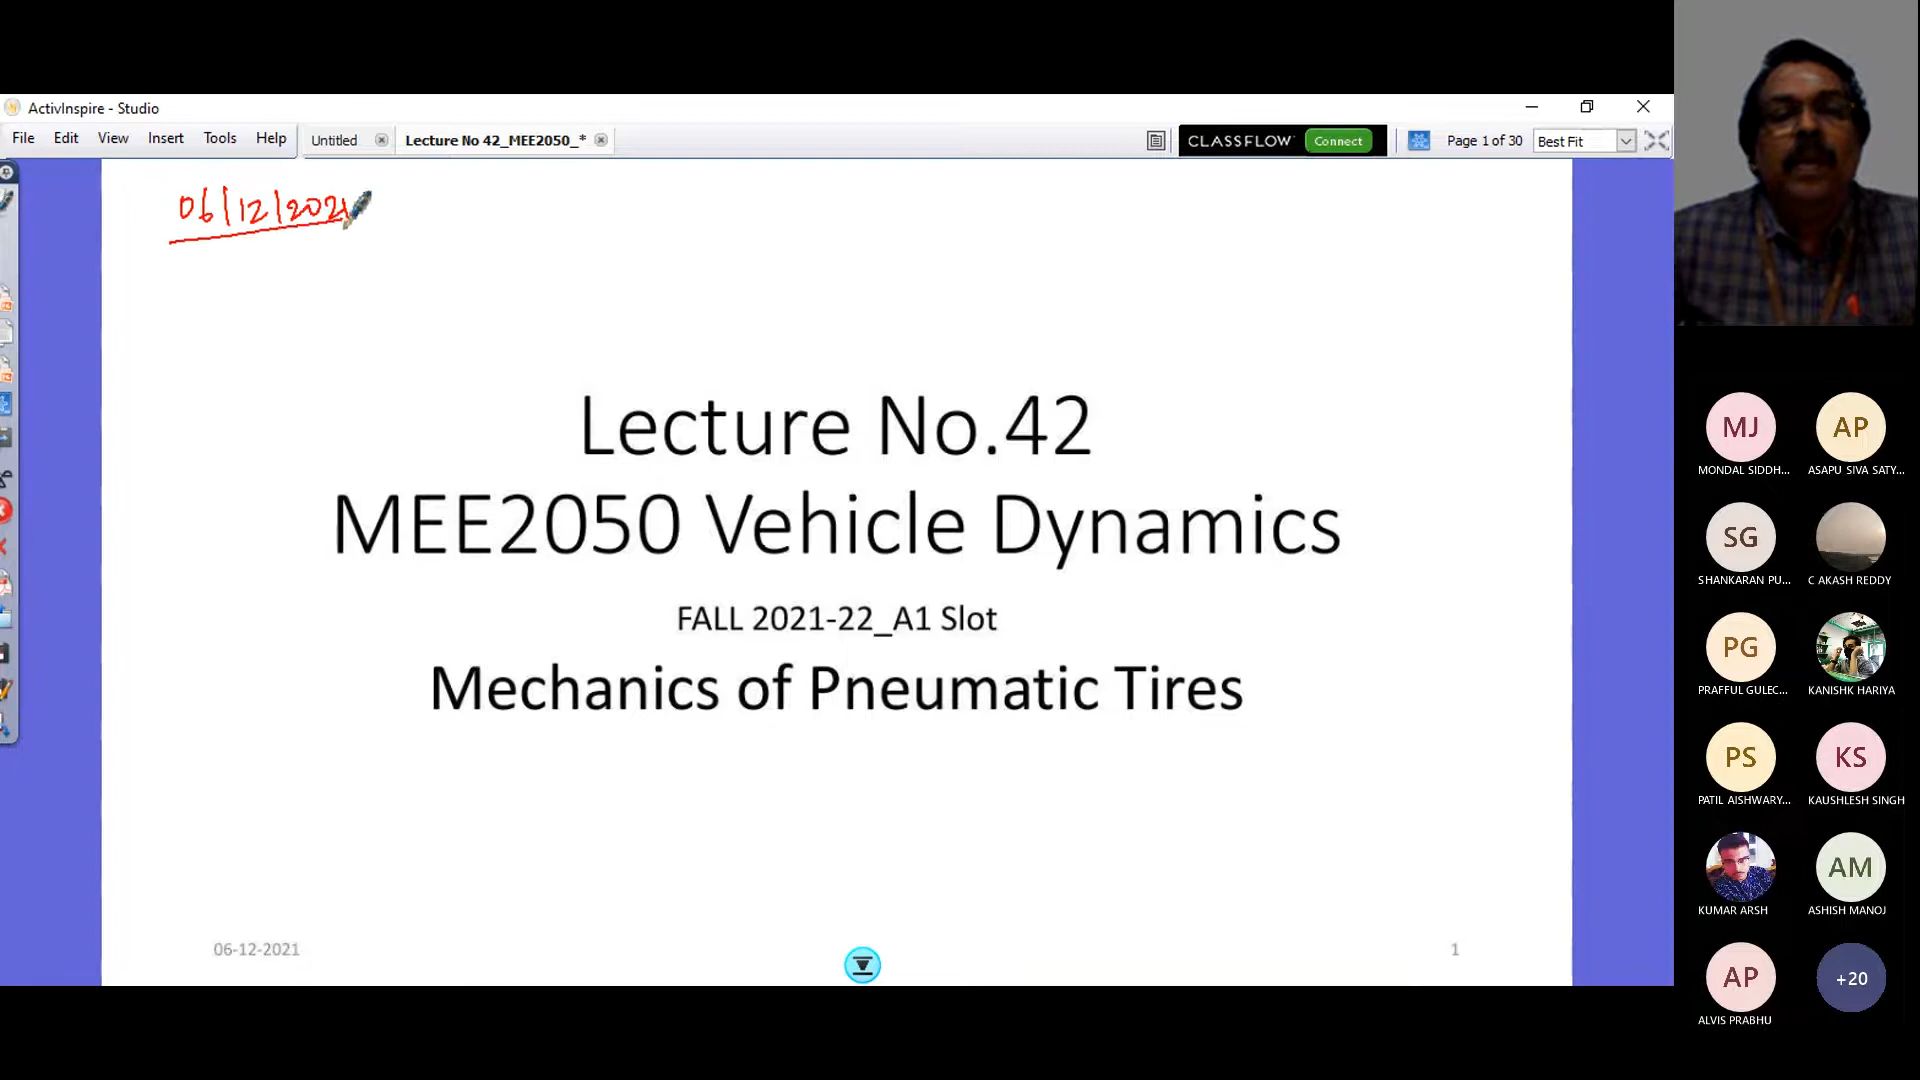 ActivInspire - Studio
File Edit View Insert Tools Help
Untitled
Lecture No 42_MEE2050_*
CLASSFLOW Connect
Page 1 of 30
Best Fit
06/12/2021
Lecture No.42
MEE2050 Vehicle Dynamics
FALL 2021-22_A1 Slot
Mechanics of Pneumatic Tires
06-12-2021
1
MJ AP
MONDAL SIDDH... ASAPU SIVA SATY...
SG
SHANKARAN PU... C AKASH REDDY
PG
PRAFFUL GULEC... KANISHK HARIYA
PS KS
PATIL AISHWARY... KAUSHLESH SINGH
AM
KUMAR ARSH ASHISH MANOJ
AP +20
ALVIS PRABHU